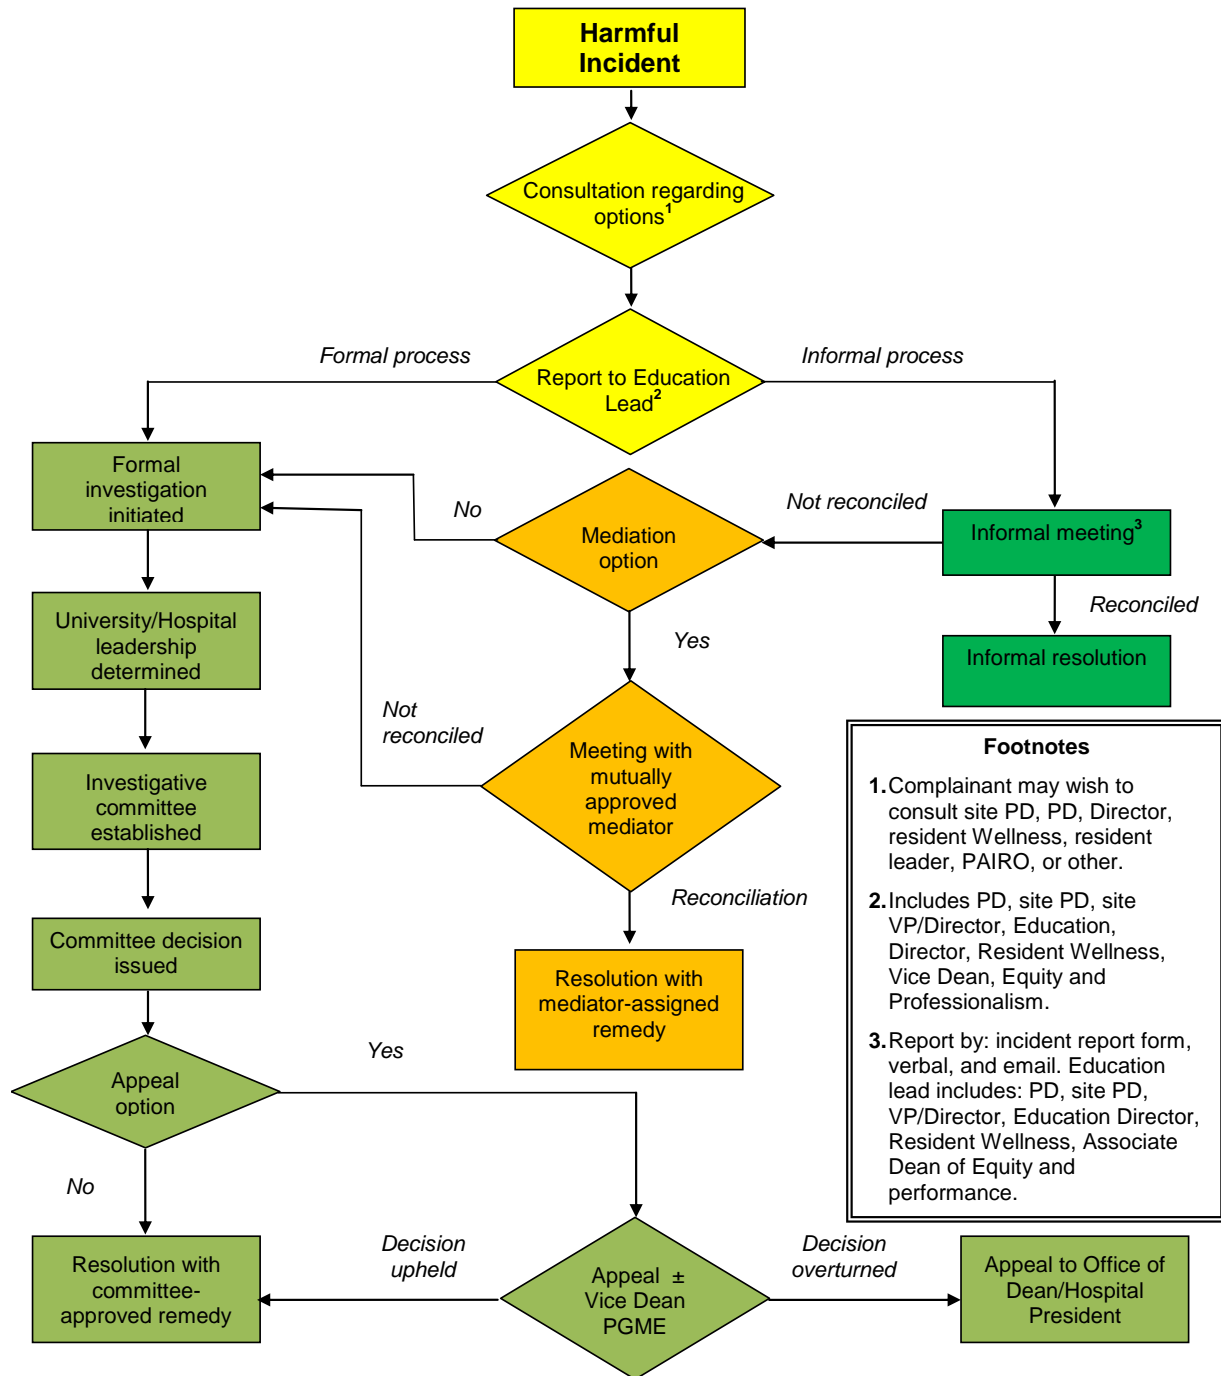 Harmful
Incident
Consultation regarding
options1
Formal process
Informal process
Report to Education
Lead2
Formal
investigation
initiated
No
Mediation
option
Not reconciled
Informal meeting3
Reconciled
University/Hospital
leadership
determined
Yes
Informal resolution
Not
reconciled
Meeting with
mutually
approved
mediator
Investigative
committee
established
Reconciliation
Committee decision
issued
Resolution with
mediator-assigned
remedy
Footnotes
1. Complainant may wish to
consult site PD, PD, Director,
resident Wellness, resident
leader, PAIRO, or other.
2. Includes PD, site PD, site
VP/Director, Education,
Director, Resident Wellness,
Vice Dean, Equity and
Professionalism.
3. Report by: incident report form,
verbal, and email. Education
lead includes: PD, site PD,
VP/Director, Education Director,
Resident Wellness, Associate
Dean of Equity and
performance.
Yes
Appeal
option
No
Resolution with
committee-
approved remedy
Decision
upheld
Appeal ±
Vice Dean
PGME
Decision
overturned
Appeal to Office of
Dean/Hospital
President